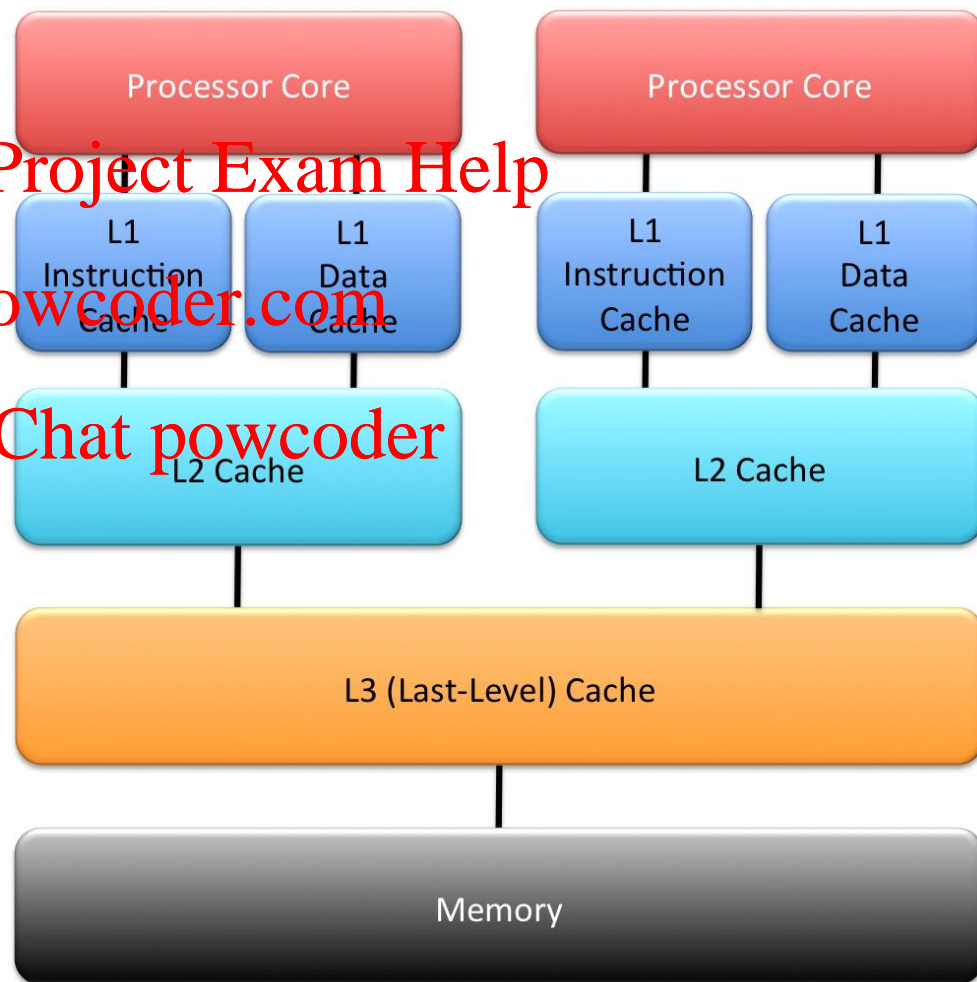 Processor Core
Processor Core
Project Exam Help
L1
Instruction
Cache
L1
Data
Cache
L1
Instruction
Cache
L1
Data
Cache
owcoder.com
Chat powcoder
L2 Cache
L2 Cache
L3 (Last-Level) Cache
Memory